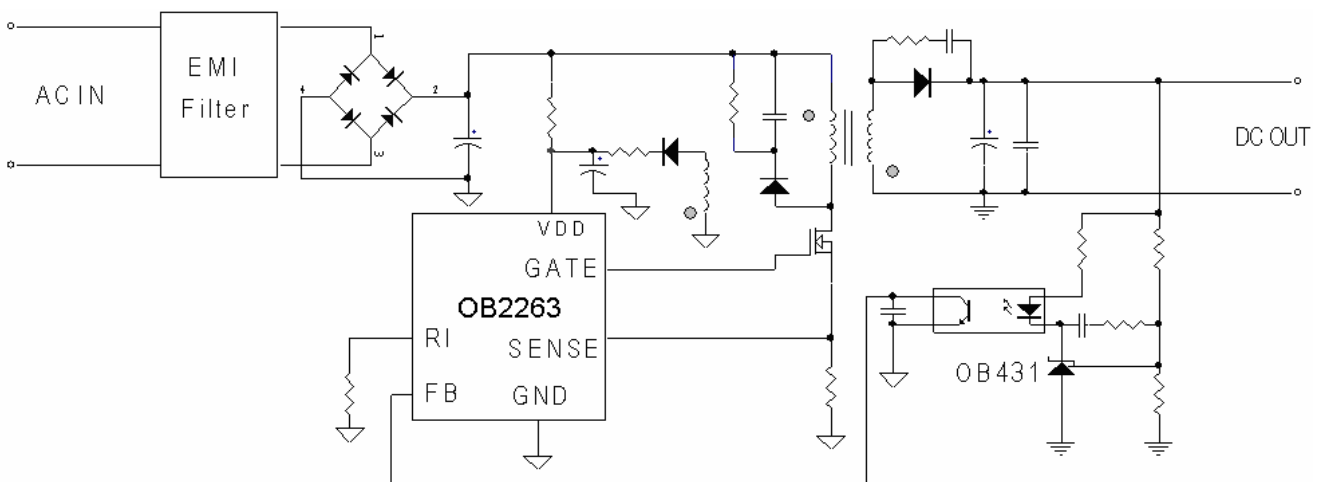 EMI
Filter
AC IN
1
4
2
3
DC OUT
VDD
GATE
OB2263
RI
SENSE
FB
GND
OB431